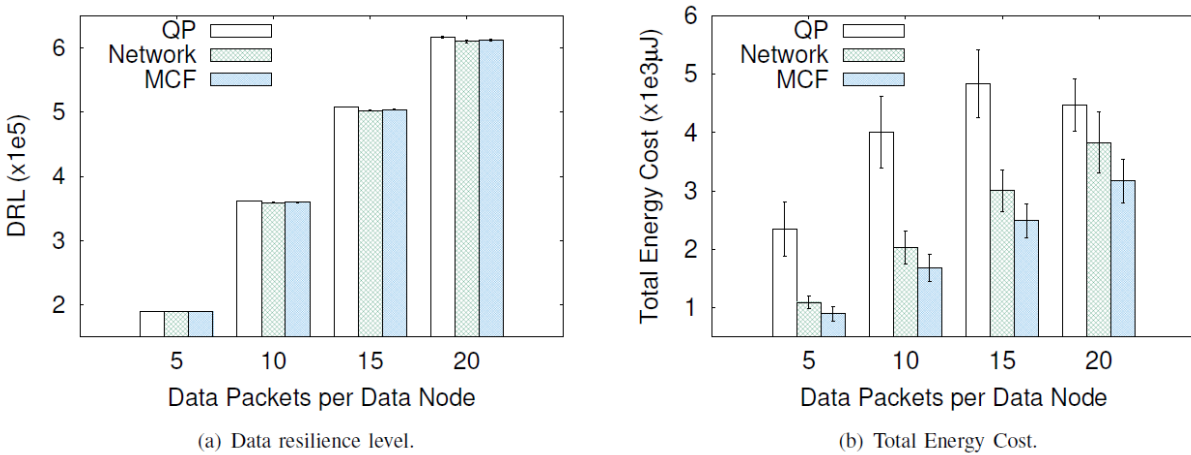 QP
Network
MCF
6
5
4
3
2
DRL (x1e5)
5 10 15 20
Data Packets per Data Node
(a) Data resilience level.
QP
Network
MCF
6
5
4
3
2
1
Total Energy Cost (x1e3μJ)
5 10 15 20
Data Packets per Data Node
(b) Total Energy Cost.